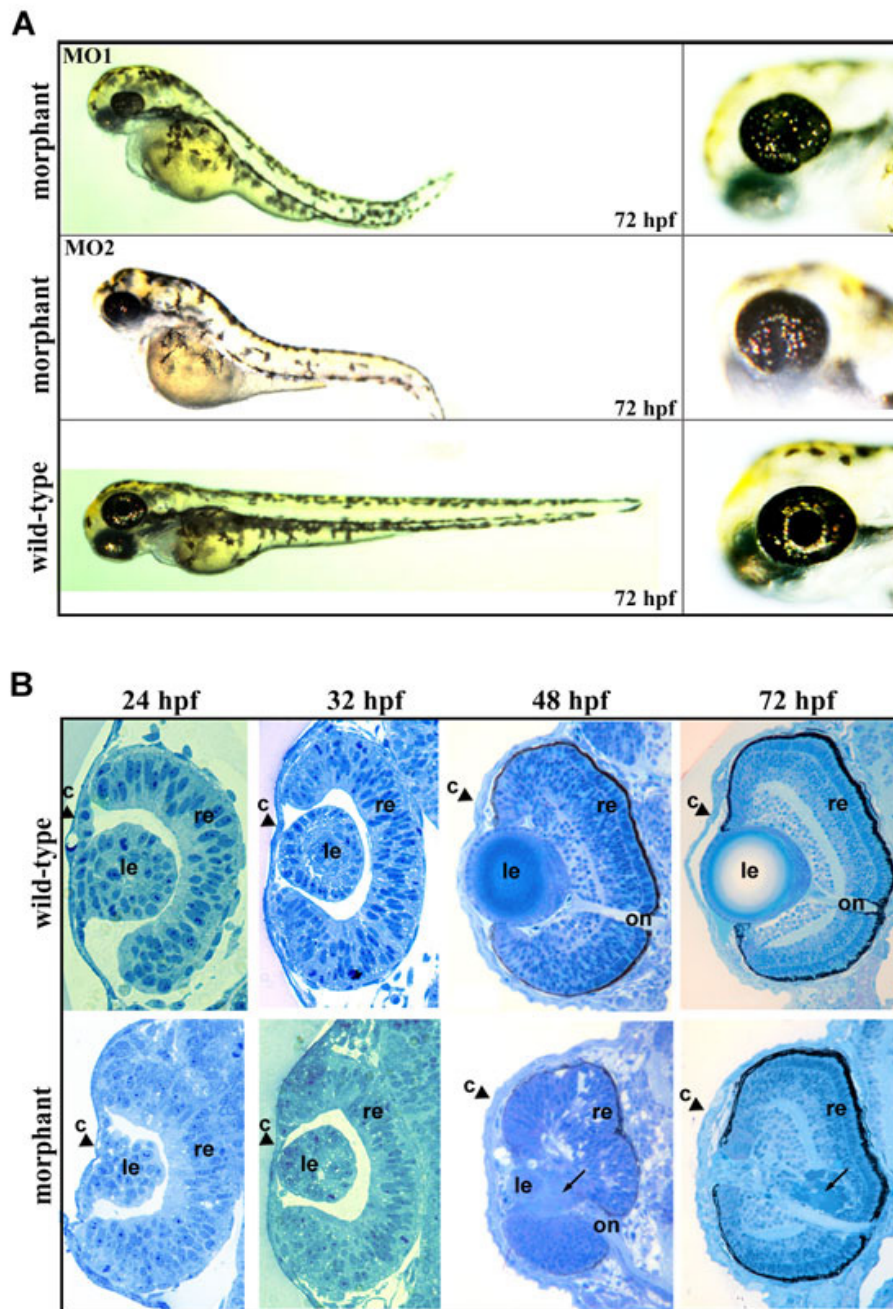 A
MO1
morphant
72 hpf
MO2
morphant
72 hpf
wild-type
72 hpf
B
24 hpf 32 hpf 48 hpf 72 hpf
wild-type
c le re
c le re
c le re on
c le re on
morphant
c le re
c le re
c le re on
c re